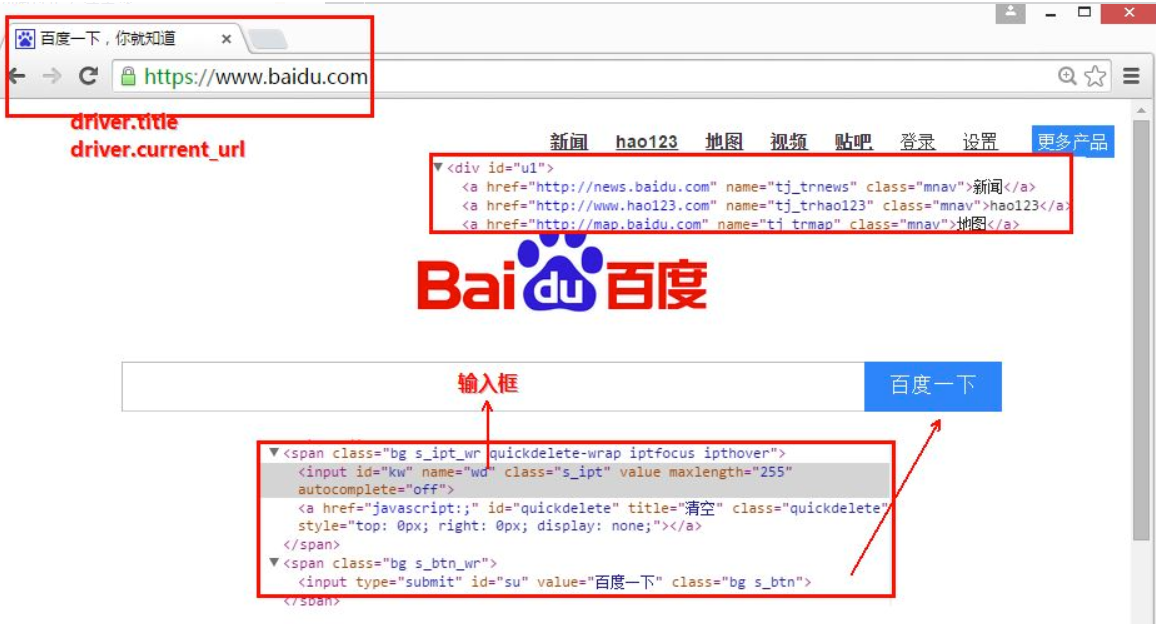 百度一下，你就知道
https://www.baidu.com
driver.title
driver.current_url
新闻 hao123 地图 视频 贴吧 登录 设置 更多产品
<div id="u1">
<a href="http://news.baidu.com" name="tj_trnews" class="mnav">新闻</a>
<a href="http://www.hao123.com" name="tj_trhao123" class="mnav">hao123</a>
<a href="http://map.baidu.com" name="tj_trmap" class="mnav">地图</a>
Baidu百度
输入框 百度一下
<span class="bg s_ipt_wr quickdelete-wrap iptfocus ipthover">
<input id="kw" name="wd" class="s_ipt" value maxlength="255"
autocomplete="off">
<a href="javascript:;" id="quickdelete" title="清空" class="quickdelete"
style="top: 0px; right: 0px; display: none;"></a>
</span>
<span class="bg s_btn_wr">
<input type="submit" id="su" value="百度一下" class="bg s_btn">
</span>